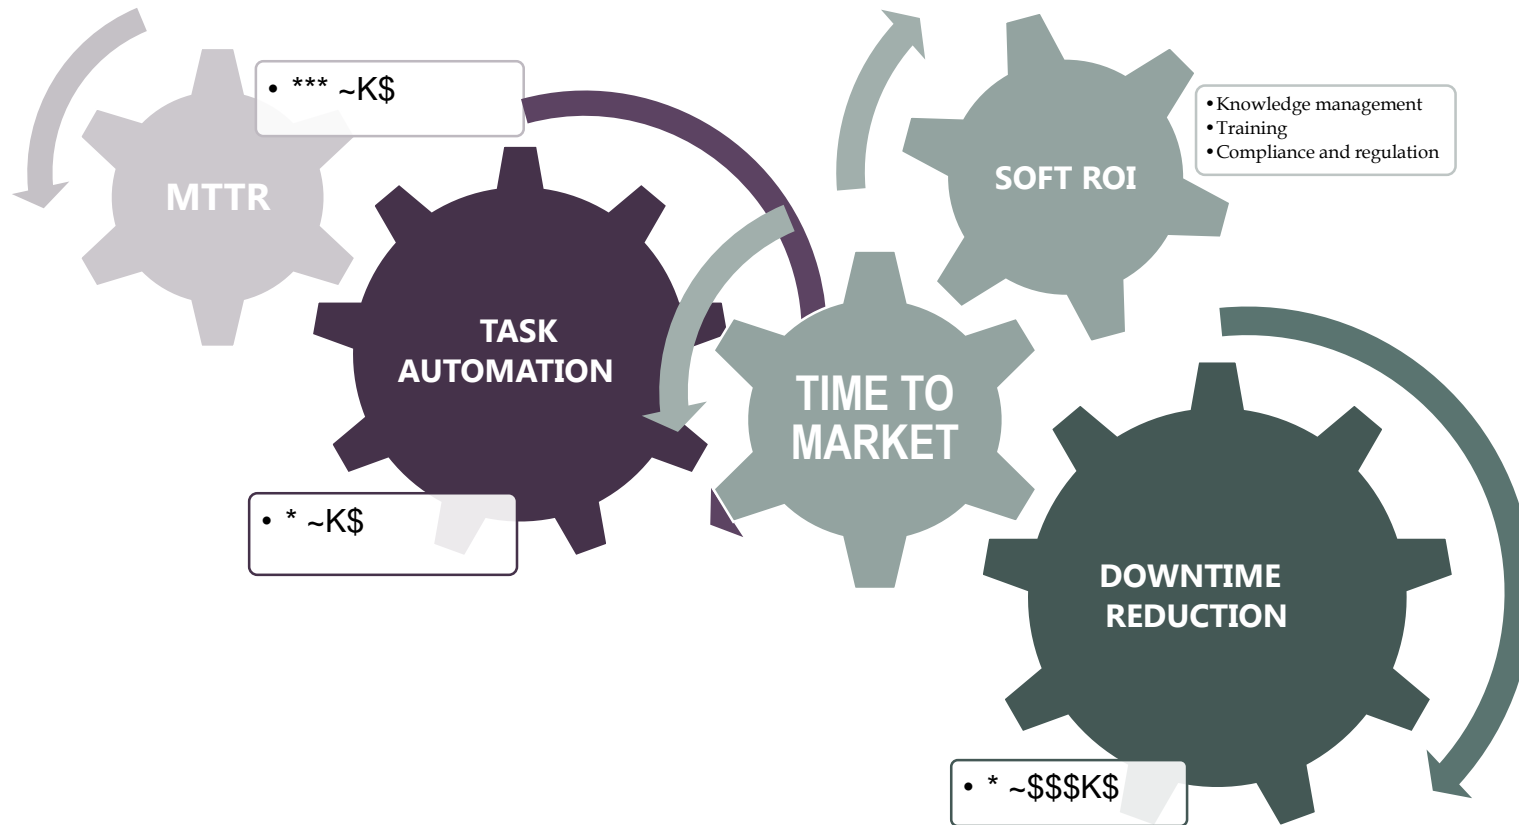 • *** ~K$
MTTR
TASK
AUTOMATION
• * ~K$
TIME TO
MARKET
SOFT ROI
• Knowledge management
• Training
• Compliance and regulation
DOWNTIME
REDUCTION
• * ~$$$K$